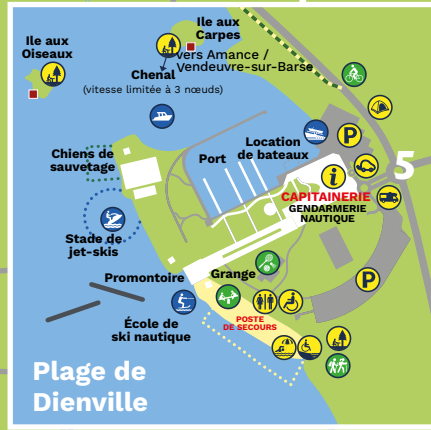 Ile aux
Carpes
Ile aux
Oiseaux
vers Amance /
Vendeuvre-sur-Barse
Chenal
(vitesse limitée à 3 nœuds)
Chiens de
sauvetage
Port
Location
de bateaux
P
5
i
CAPITAINERIE
GENDARMERIE
NAUTIQUE
Stade de
jet-skis
Promontoire
Grange
P
École de
ski nautique
POSTE
DE SECOURS
Plage de
Dienville